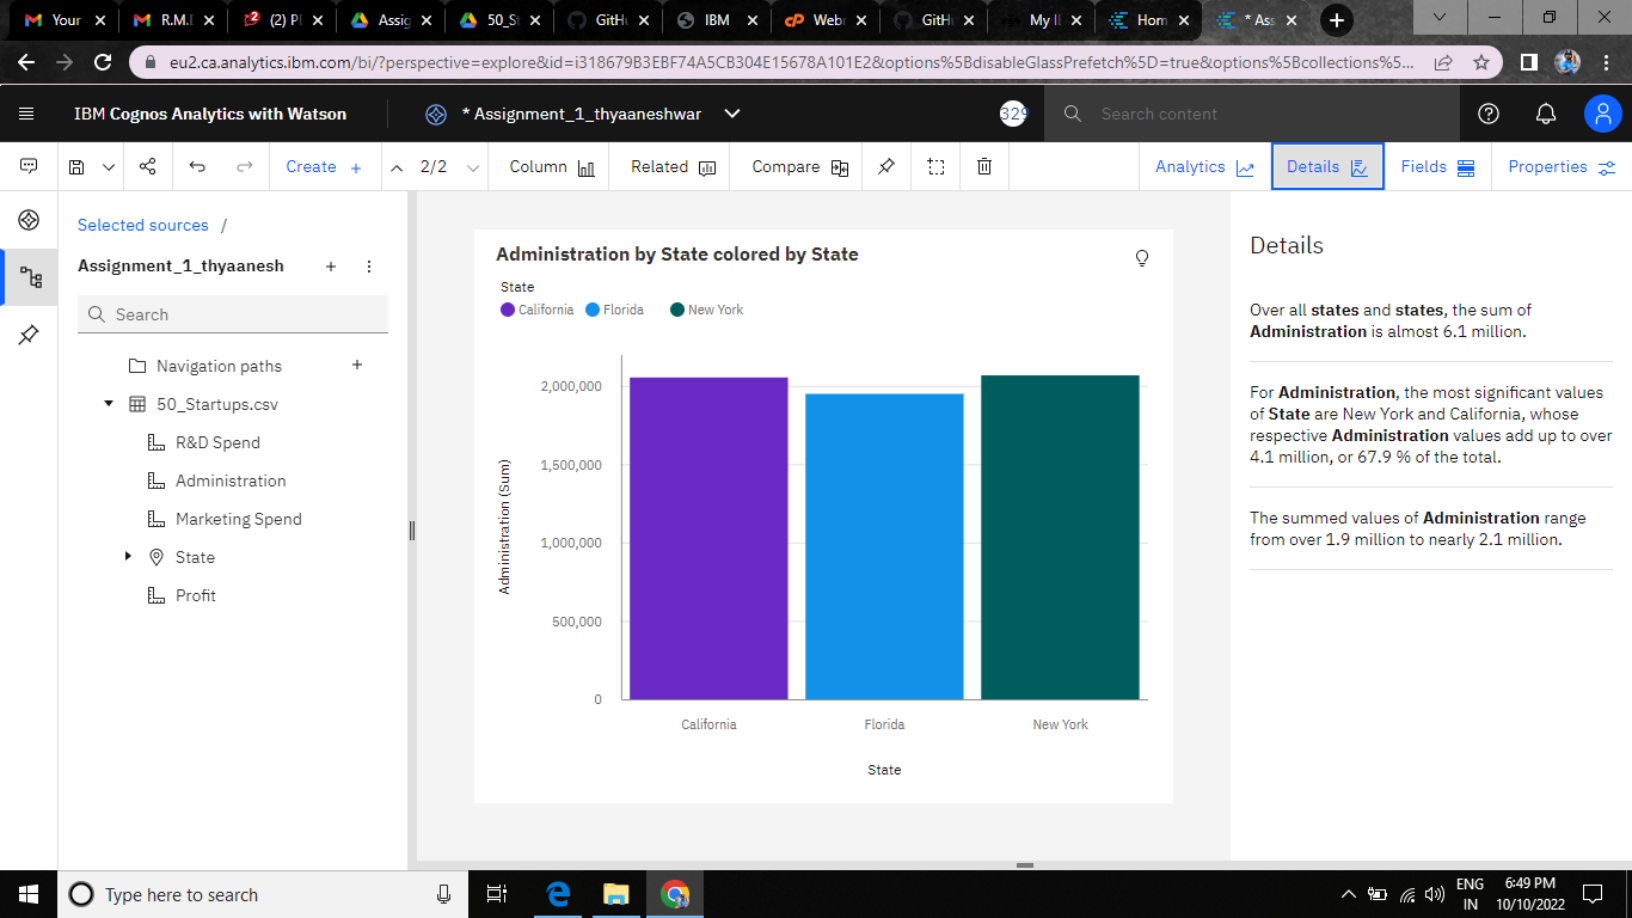 Your
R.M.I
(2) Pl
Assig
50_St
GitHu
IBM
Webr
GitHu
My II
Hom
* Ass
eu2.ca.analytics.ibm.com/bi/?perspective=explore&id=i318679B3EBF74A5CB304E15678A101E2&options%5BdisableGlassPrefetch%5D=true&options%5Bcollections%5...
IBM Cognos Analytics with Watson
* Assignment_1_thyaaneshwar
329
Search content
Create +
2/2
Column
Related
Compare
Analytics
Details
Fields
Properties
Selected sources /
Assignment_1_thyaanesh
Search
Navigation paths
50_Startups.csv
R&D Spend
Administration
Marketing Spend
State
Profit
Administration by State colored by State
State
California Florida New York
2,000,000
1,500,000
1,000,000
500,000
0
Administration (Sum)
California Florida New York
State
Details
Over all states and states, the sum of
Administration is almost 6.1 million.
For Administration, the most significant values
of State are New York and California, whose
respective Administration values add up to over
4.1 million, or 67.9 % of the total.
The summed values of Administration range
from over 1.9 million to nearly 2.1 million.
Type here to search
ENG
IN
6:49 PM
10/10/2022